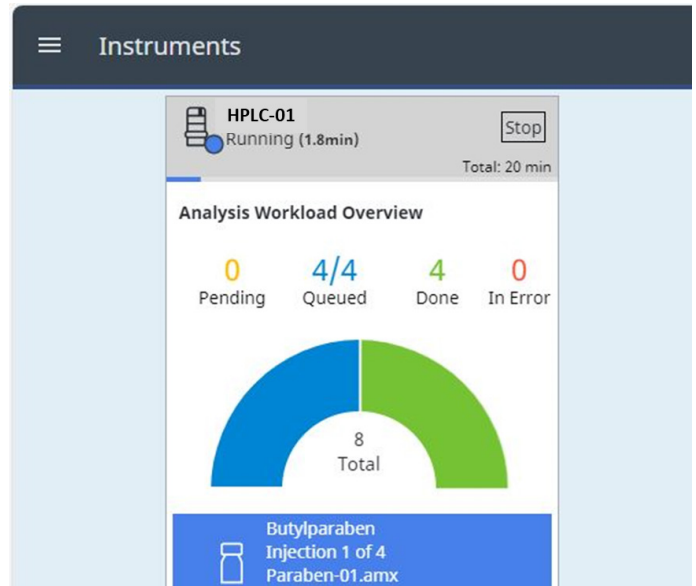 Instruments
HPLC-01
Running (1.8min)
Stop
Total: 20 min
Analysis Workload Overview
0 4/4 4 0
Pending Queued Done In Error
8
Total
Butylparaben
Injection 1 of 4
Paraben-01.amx